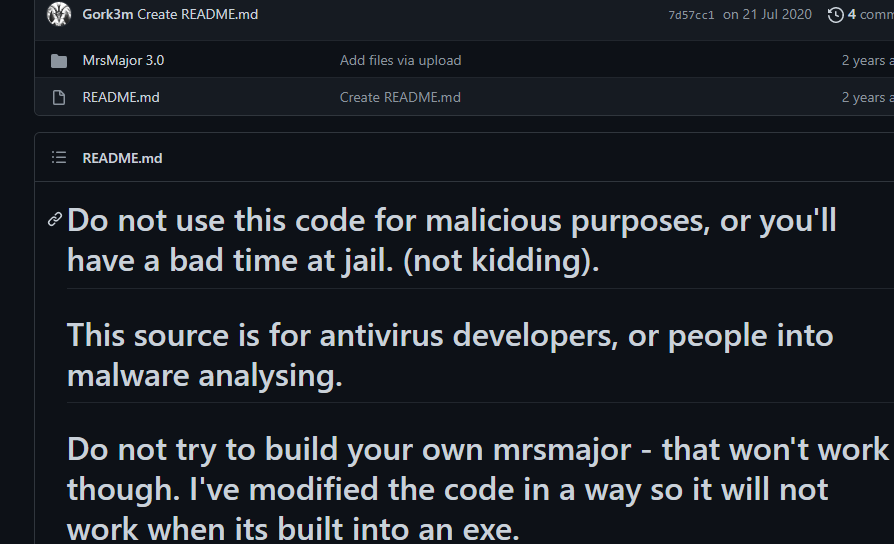 Gork3m Create README.md 7d57cc1 on 21 Jul 2020 4 comm
MrsMajor 3.0 Add files via upload 2 years a
README.md Create README.md 2 years a
README.md
Do not use this code for malicious purposes, or you'll
have a bad time at jail. (not kidding).
This source is for antivirus developers, or people into
malware analysing.
Do not try to build your own mrsmajor - that won't work
though. I've modified the code in a way so it will not
work when its built into an exe.